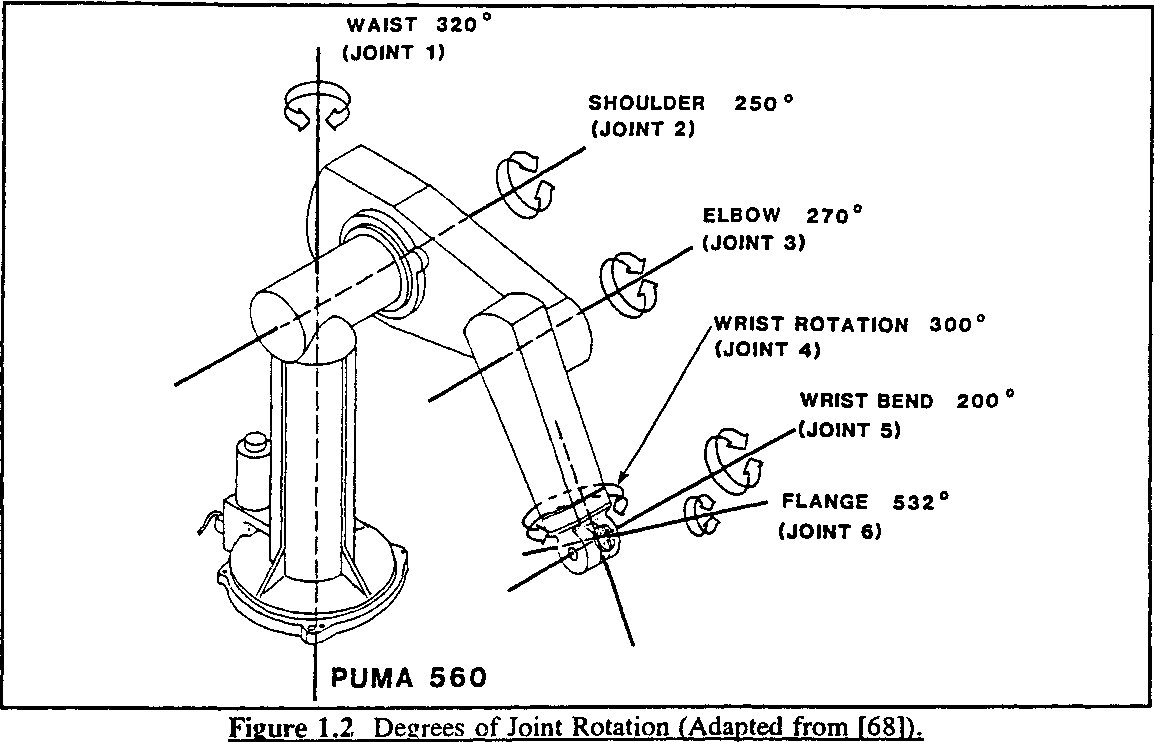 WAIST 320°
(JOINT 1)
SHOULDER 250°
(JOINT 2)
ELBOW 270°
(JOINT 3)
WRIST ROTATION 300°
(JOINT 4)
WRIST BEND 200°
(JOINT 5)
FLANGE 532°
(JOINT 6)
PUMA 560
Figure 1.2 Degrees of Joint Rotation (Adapted from [68]).